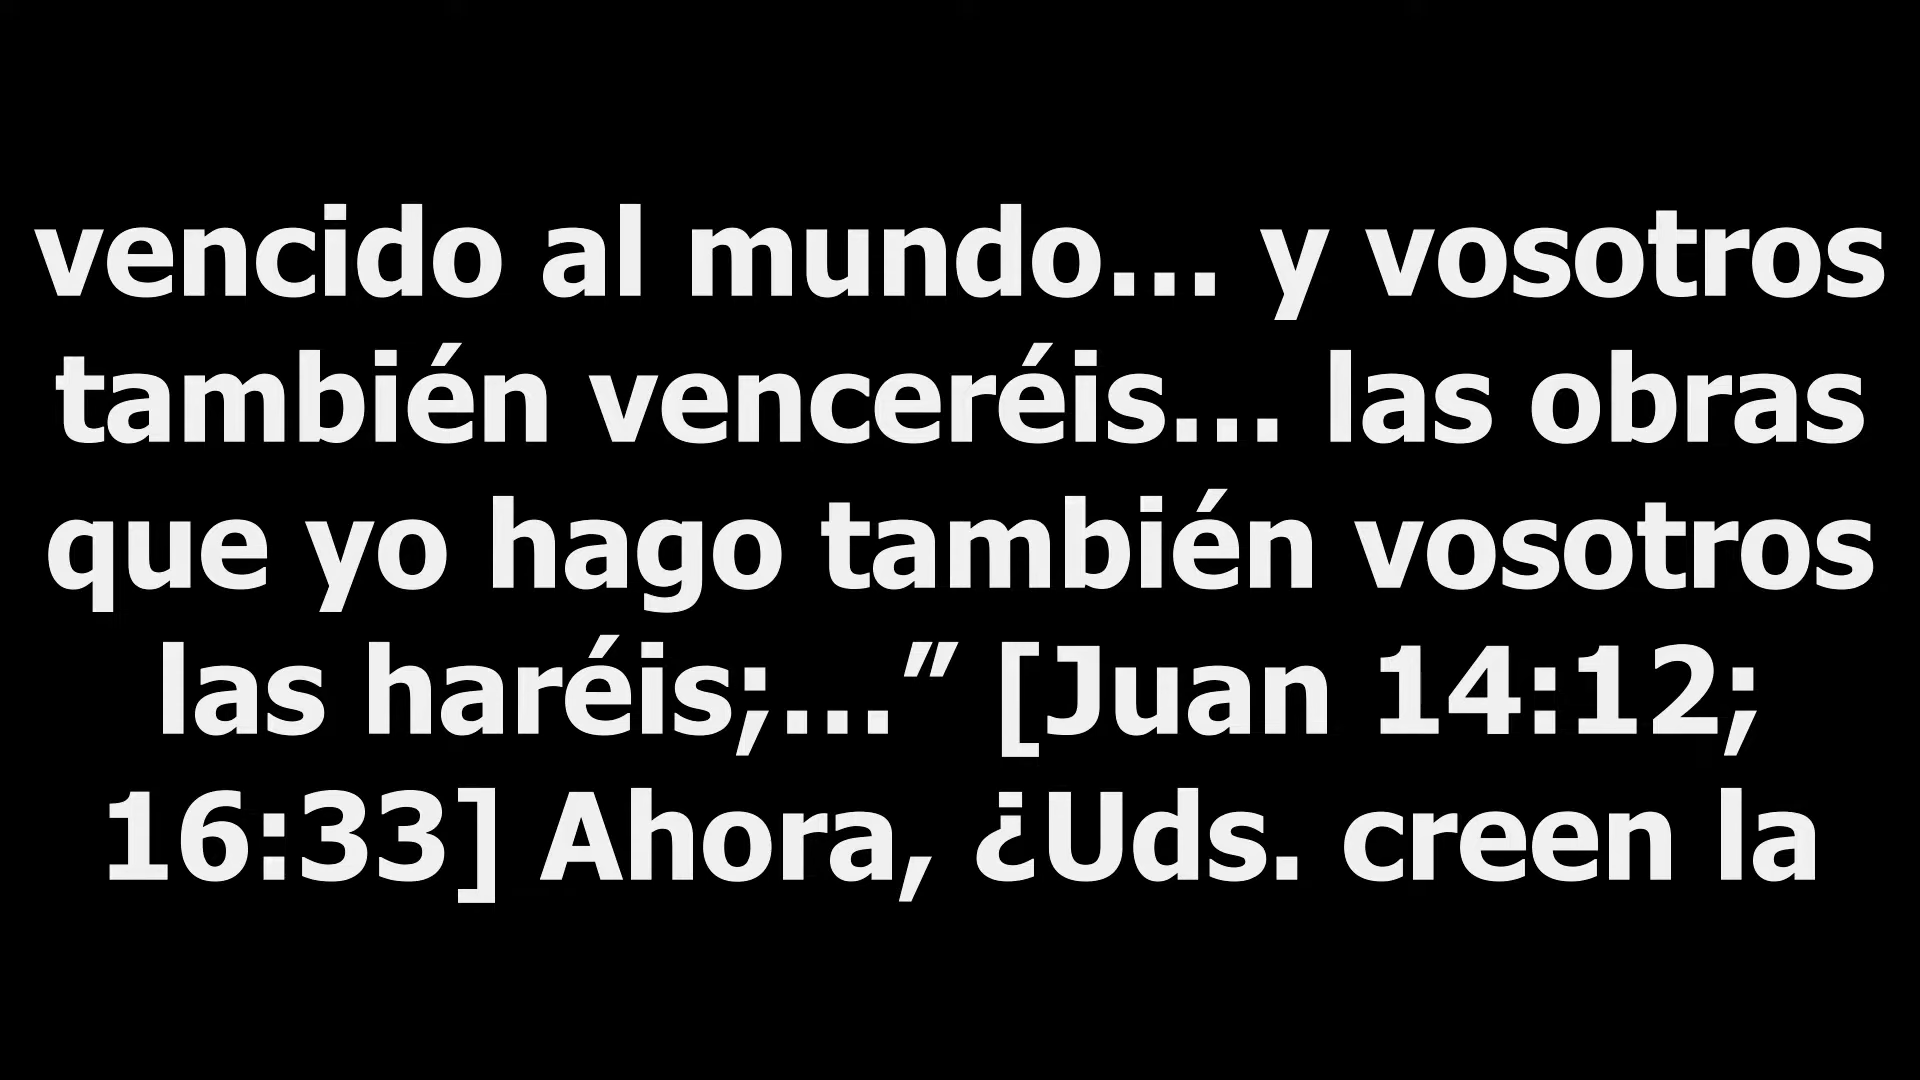 vencido al mundo… y vosotros
también venceréis… las obras
que yo hago también vosotros
las haréis;…” [Juan 14:12;
16:33] Ahora, ¿Uds. creen la